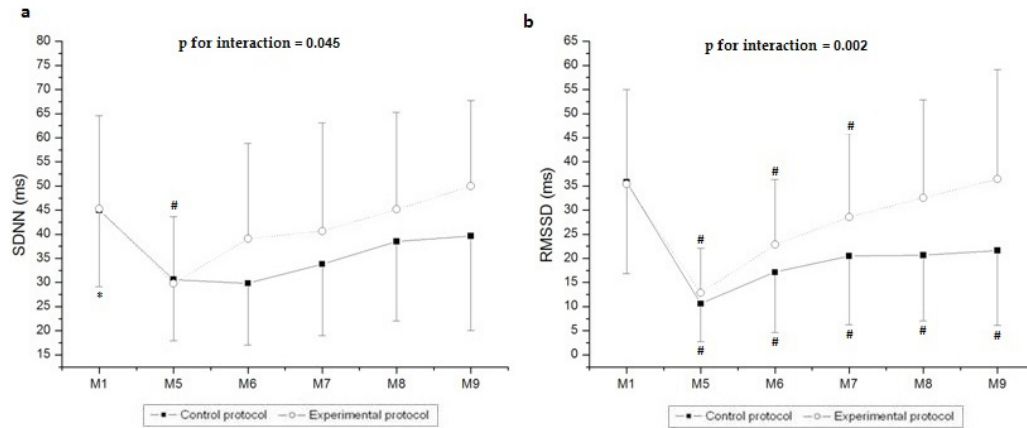 a
p for interaction = 0.045
SDNN (ms)
80
75
70
65
60
55
50
45
40
35
30
25
20
15
#
*
M1 M5 M6 M7 M8 M9
Control protocol Experimental protocol
b
p for interaction = 0.002
RMSSD (ms)
65
60
55
50
45
40
35
30
25
20
15
10
5
0
# # #
# # # # #
M1 M5 M6 M7 M8 M9
Control protocol Experimental protocol